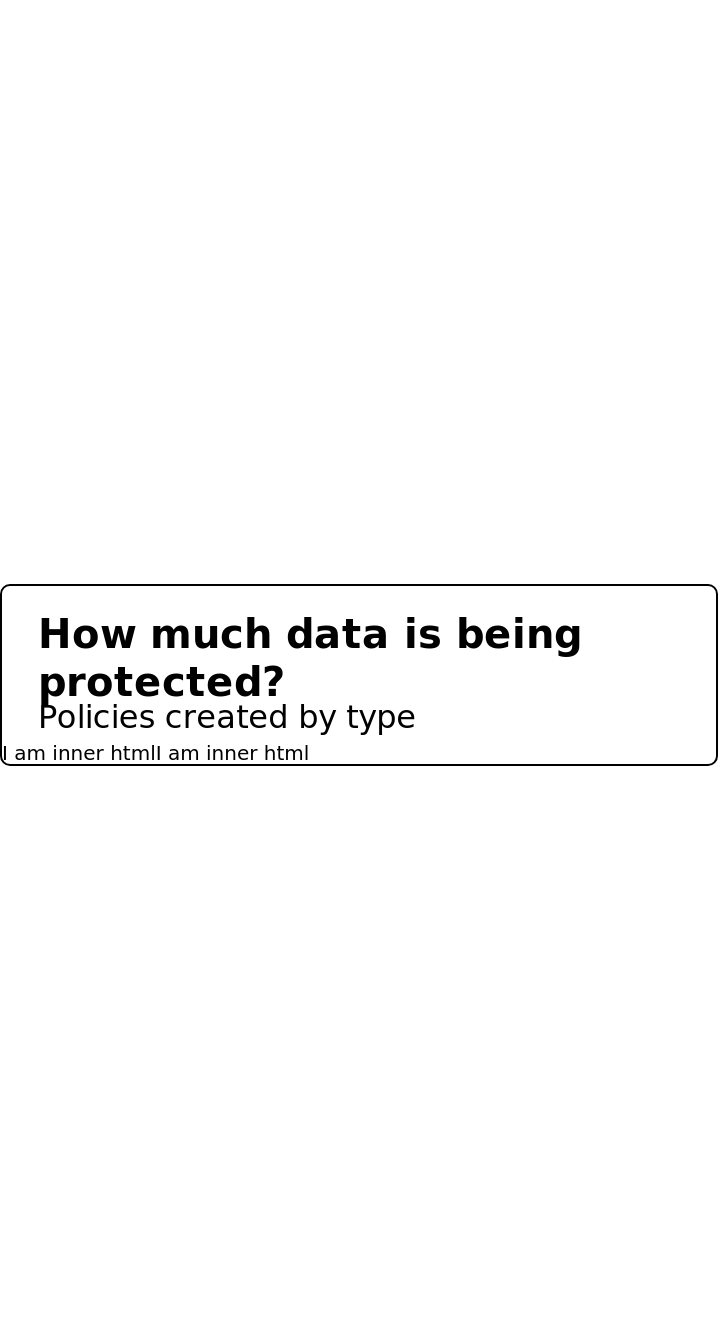 How much data is being
protected?
Policies created by type
I am inner htmlI am inner html